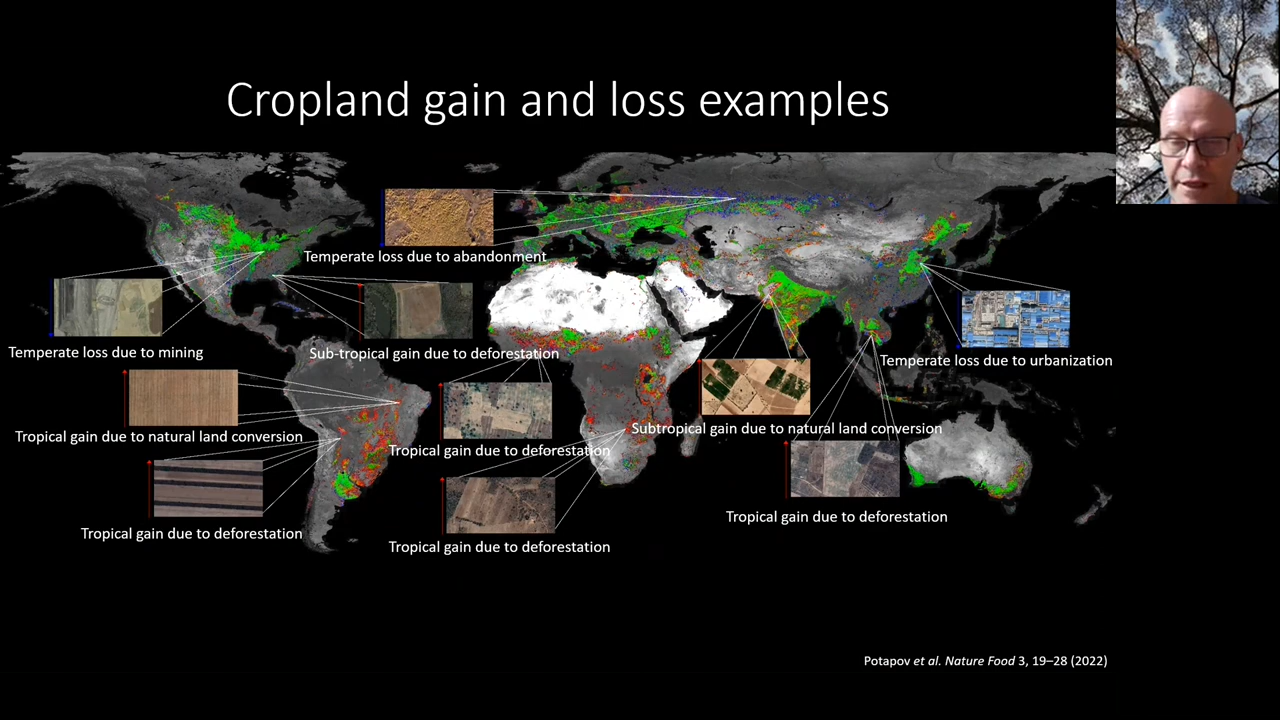 Cropland gain and loss examples
Temperate loss due to abandonment
Temperate loss due to mining
Sub-tropical gain due to deforestation
Temperate loss due to urbanization
Tropical gain due to natural land conversion
Tropical gain due to deforestation
Subtropical gain due to natural land conversion
Tropical gain due to deforestation
Tropical gain due to deforestation
Tropical gain due to deforestation
Potapov et al. Nature Food 3, 19–28 (2022)